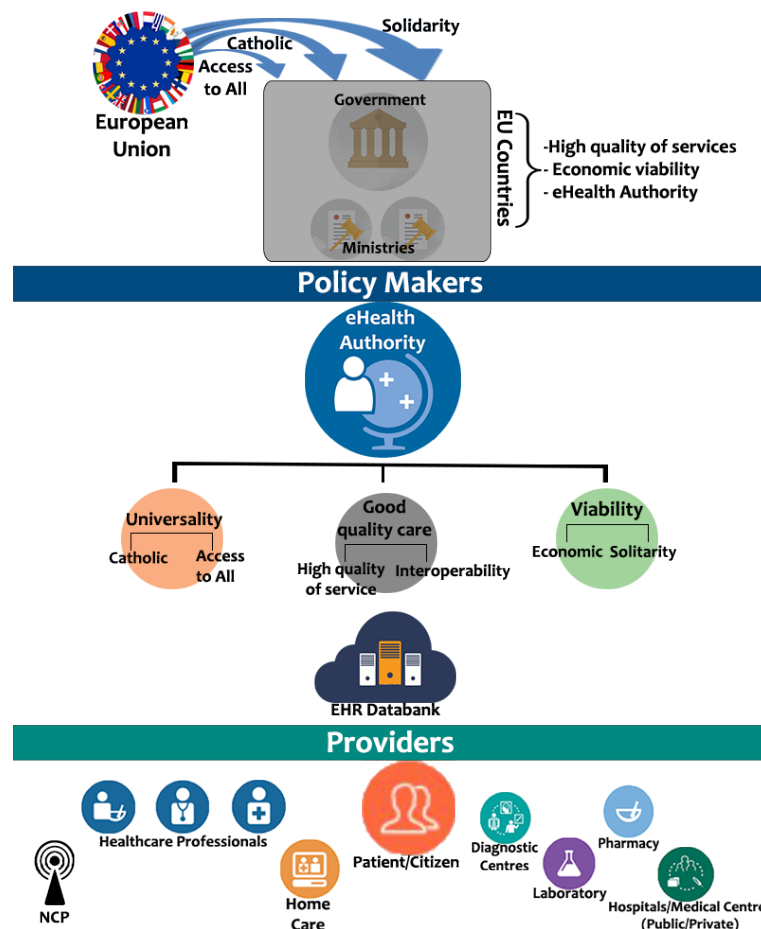 Solidarity
Catholic
Access
to All
European
Union
Government
Ministries
EU Countries
-High quality of services
- Economic viability
- eHealth Authority
Policy Makers
eHealth
Authority
Universality
Catholic
Access
to All
Good
quality care
High quality
of service
Interoperability
Viability
Economic
Solitarity
EHR Databank
Providers
Healthcare Professionals
NCP
Home
Care
Patient/Citizen
Diagnostic
Centres
Laboratory
Pharmacy
Hospitals/Medical Centre
(Public/Private)